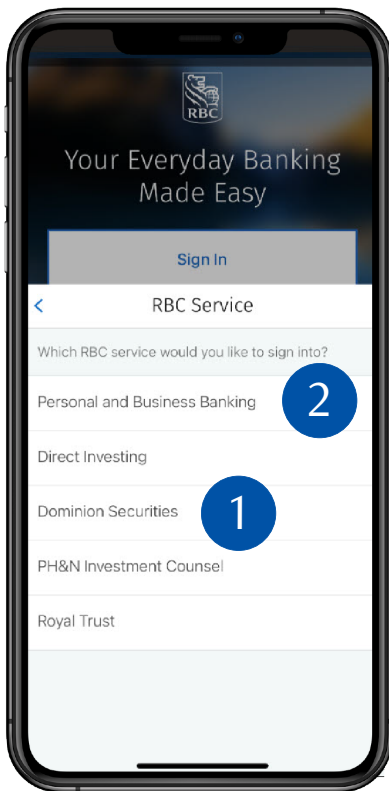 RBC
Your Everyday Banking
Made Easy
Sign In
RBC Service
Which RBC service would you like to sign into?
Personal and Business Banking
2
Direct Investing
Dominion Securities
1
PH&N Investment Counsel
Royal Trust